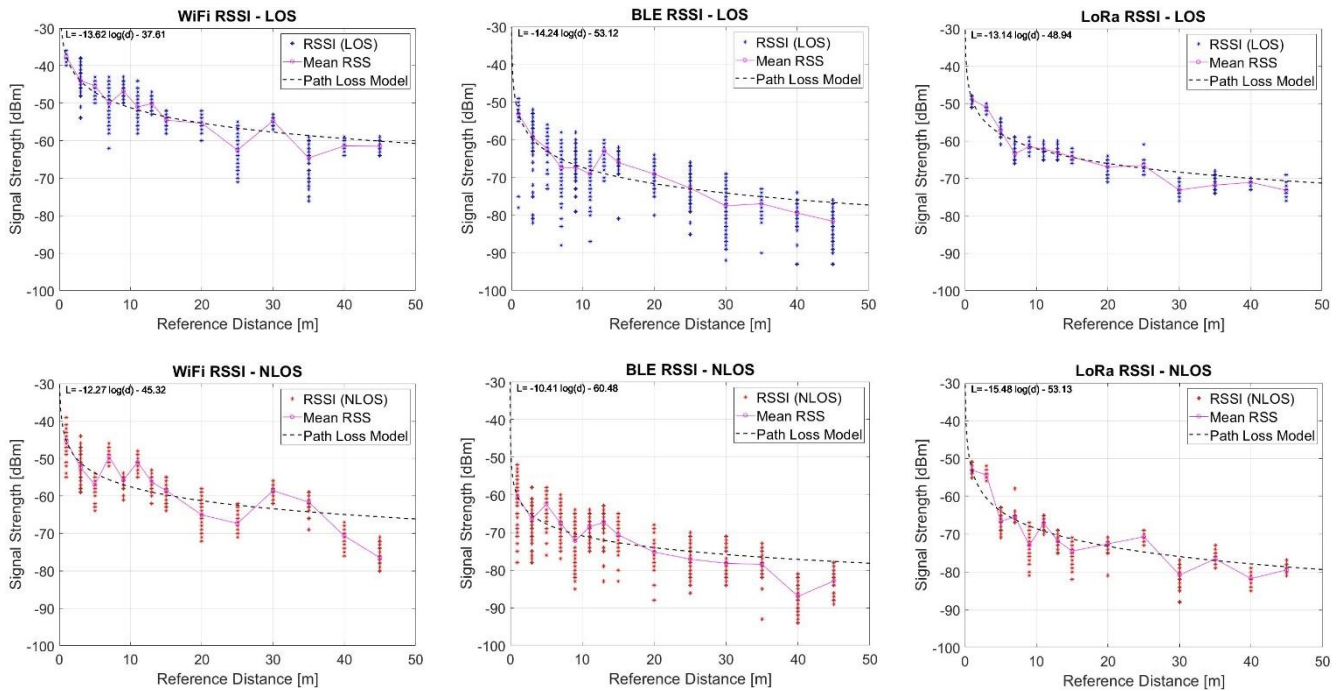 WiFi RSSI - LOS
L= -13.62 log(d) - 37.61
RSSI (LOS)
Mean RSS
Path Loss Model
Signal Strength [dBm]
-30
-40
-50
-60
-70
-80
-90
-100
0 10 20 30 40 50
Reference Distance [m]
BLE RSSI - LOS
L= -14.24 log(d) - 53.12
RSSI (LOS)
Mean RSS
Path Loss Model
Signal Strength [dBm]
-30
-40
-50
-60
-70
-80
-90
-100
0 10 20 30 40 50
Reference Distance [m]
LoRa RSSI - LOS
L= -13.14 log(d) - 48.94
RSSI (LOS)
Mean RSS
Path Loss Model
Signal Strength [dBm]
-30
-40
-50
-60
-70
-80
-90
-100
0 10 20 30 40 50
Reference Distance [m]
WiFi RSSI - NLOS
L= -12.27 log(d) - 45.32
RSSI (NLOS)
Mean RSS
Path Loss Model
Signal Strength [dBm]
-30
-40
-50
-60
-70
-80
-90
-100
0 10 20 30 40 50
Reference Distance [m]
BLE RSSI - NLOS
L= -10.41 log(d) - 60.48
RSSI (NLOS)
Mean RSS
Path Loss Model
Signal Strength [dBm]
-30
-40
-50
-60
-70
-80
-90
-100
0 10 20 30 40 50
Reference Distance [m]
LoRa RSSI - NLOS
L= -15.48 log(d) - 53.13
RSSI (NLOS)
Mean RSS
Path Loss Model
Signal Strength [dBm]
-30
-40
-50
-60
-70
-80
-90
-100
0 10 20 30 40 50
Reference Distance [m]